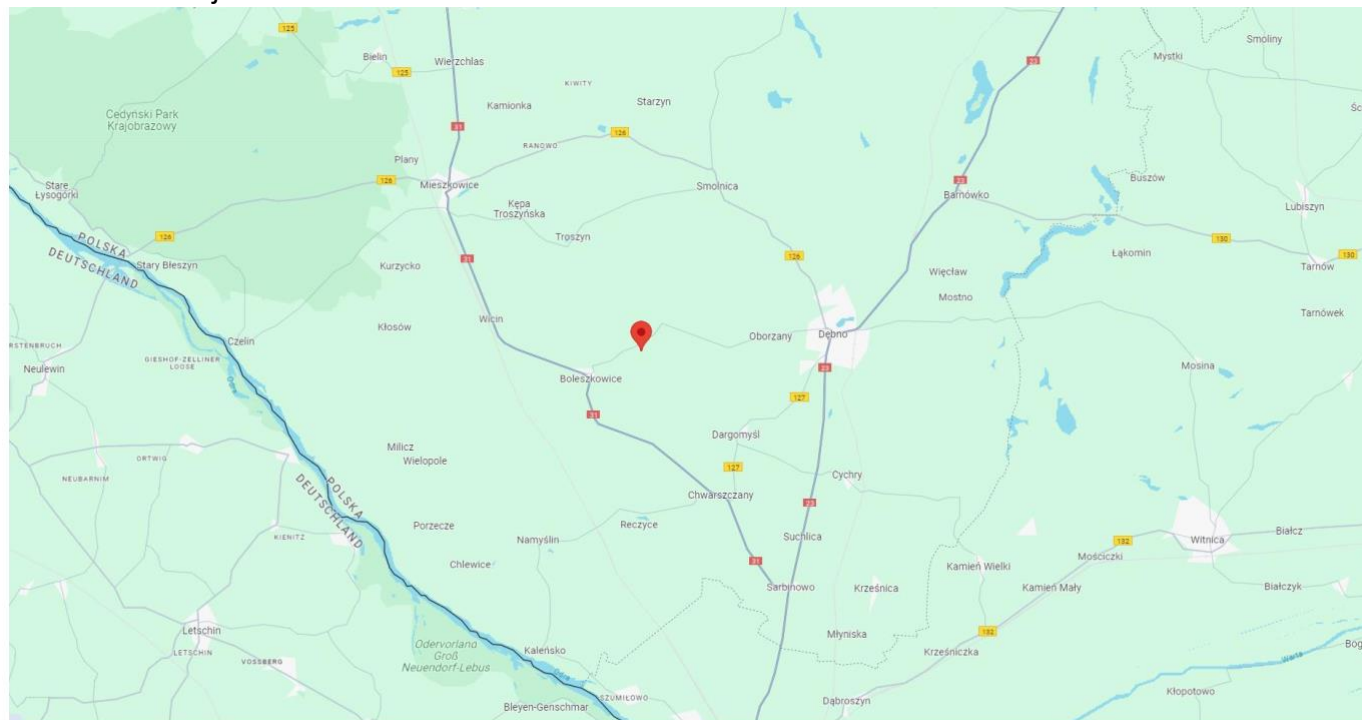 125
Bielin
Wierzchlas
125
KIWITY
Smoliny
Mystki
23
Cedyński Park
Krajobrazowy
Kamionka
Starzyn
31
RANCWO
126
Plany
Stare
Łysogórki
126
Mieszkowice
Smolnica
Buszów
23
Barnówko
Kępa
Troszyńska
Lubiszyn
POLSKA
DEUTSCHLAND
126
Troszyn
130
Stary Błeszyn
Kurzycko
31
126
Łąkomin
130
Tarnów
Więcław
Mostno
Wicin
Kłosów
Tarnówek
Czelin
Oborzany
Dębno
GIESHOF-ZELLINER
LOOSE
Neulewin
Mosina
23
Boleszkowice
127
31
Dargomyśl
Milicz
Wielopole
ORTWIG
127
NEUBARNIM
Cychry
POLSKA
DEUTSCHLAND
Chwarszczany
23
Porzecze
Reczyce
KIENITZ
Namyślin
Suchlica
132
Witnica
Białcz
Mościczki
31
Chlewice
Kamień Wielki
Sarbinowo
Krześnica
Kamień Mały
Białczyk
Letschin
132
Młyniska
LETSCHIN
Odervorland
Groß
Neuendorf-Lebus
VOSSBERG
Kaleńsko
Krześniczka
Warta
SZUMIŁOWO
Dąbroszyn
Kłopotowo
Bleyen-Genschmar